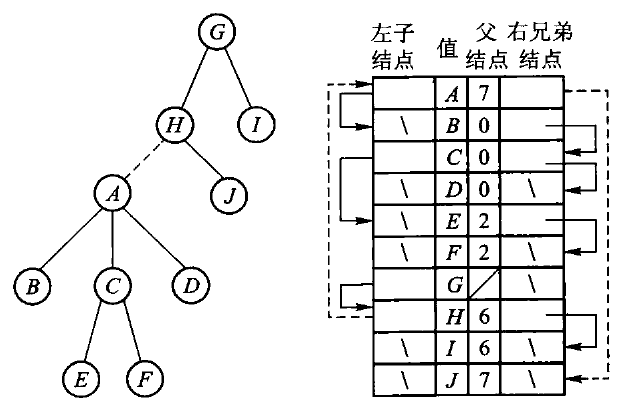 G
H
I
A
J
B
C
D
E
F
左子 父 右兄弟
结点 值 结点 结点
A 7
\ B 0
C 0
\ D 0 \
\ E 2
\ F 2 \
G \
H 6
\ I 6 \
\ J 7 \